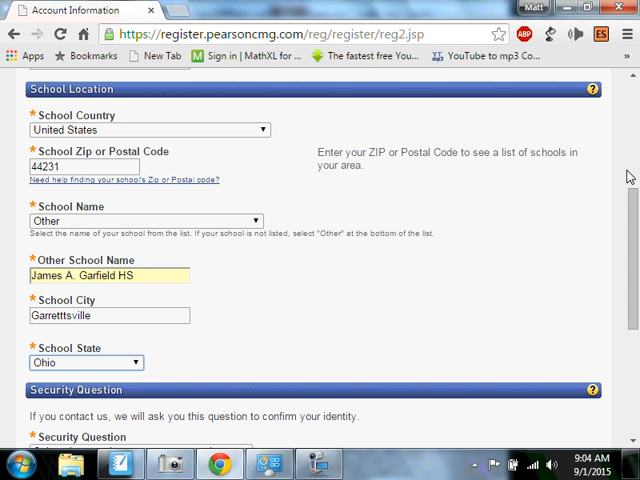 Account Information
Matt
https://register.pearsoncmg.com/reg/register/reg2.jsp
ABP
ES
Apps
Bookmarks
New Tab
Sign in | MathXL for
The fastest free You
YouTube to mp3 Co
»
School Location
?
*School Country
United States
*School Zip or Postal Code
44231
Enter your ZIP or Postal Code to see a list of schools in
your area.
Need help finding your school's Zip or Postal code?
*School Name
Other
Select the name of your school from the list. If your school is not listed, select "Other" at the bottom of the list.
*Other School Name
James A. Garfield HS
*School City
Garretttsville
*School State
Ohio
Security Question
?
If you contact us, we will ask you this question to confirm your identity.
*Security Question
9:04 AM
9/1/2015